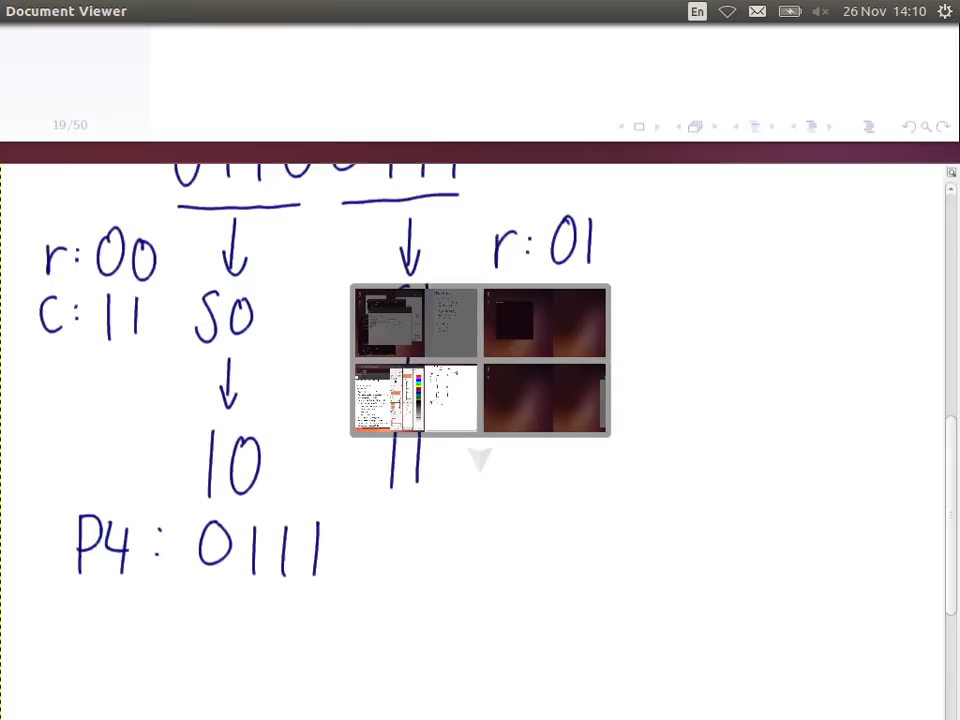 Document Viewer En 26 Nov 14:10
19/50
r: 00 r: 01
C: 11 S0
10 11
P4: 0111